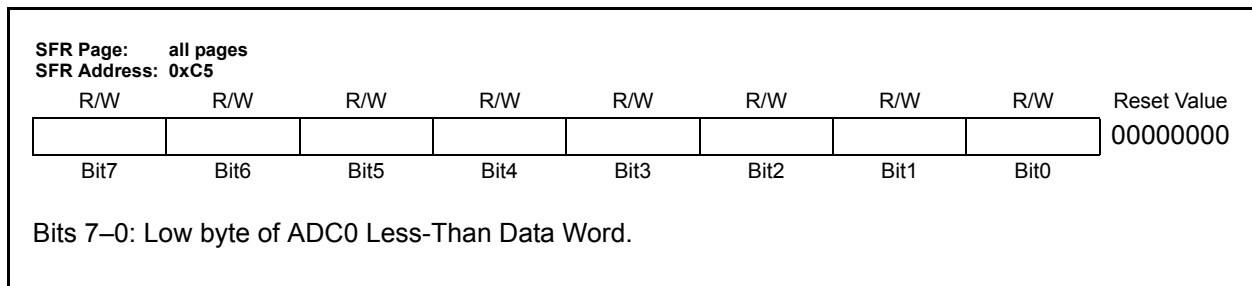 SFR Page: all pages
SFR Address: 0xC5
R/W R/W R/W R/W R/W R/W R/W R/W Reset Value
00000000
Bit7 Bit6 Bit5 Bit4 Bit3 Bit2 Bit1 Bit0
Bits 7–0: Low byte of ADC0 Less-Than Data Word.